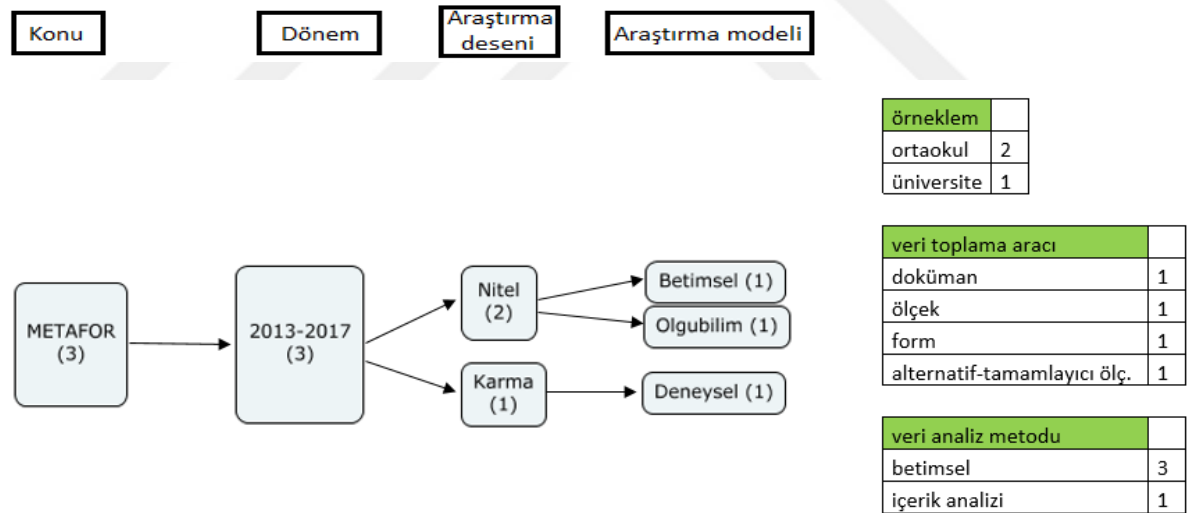 Konu
Dönem
Araştırma
deseni
Araştırma modeli
örneklem
ortaokul 2
üniversite 1
veri toplama aracı
doküman 1
ölçek 1
form 1
alternatif-tamamlayıcı ölç. 1
METAFOR
(3)
2013-2017
(3)
Nitel
(2)
Betimsel (1)
Olgubilim (1)
Karma
(1)
Deneysel (1)
veri analiz metodu
betimsel 3
içerik analizi 1